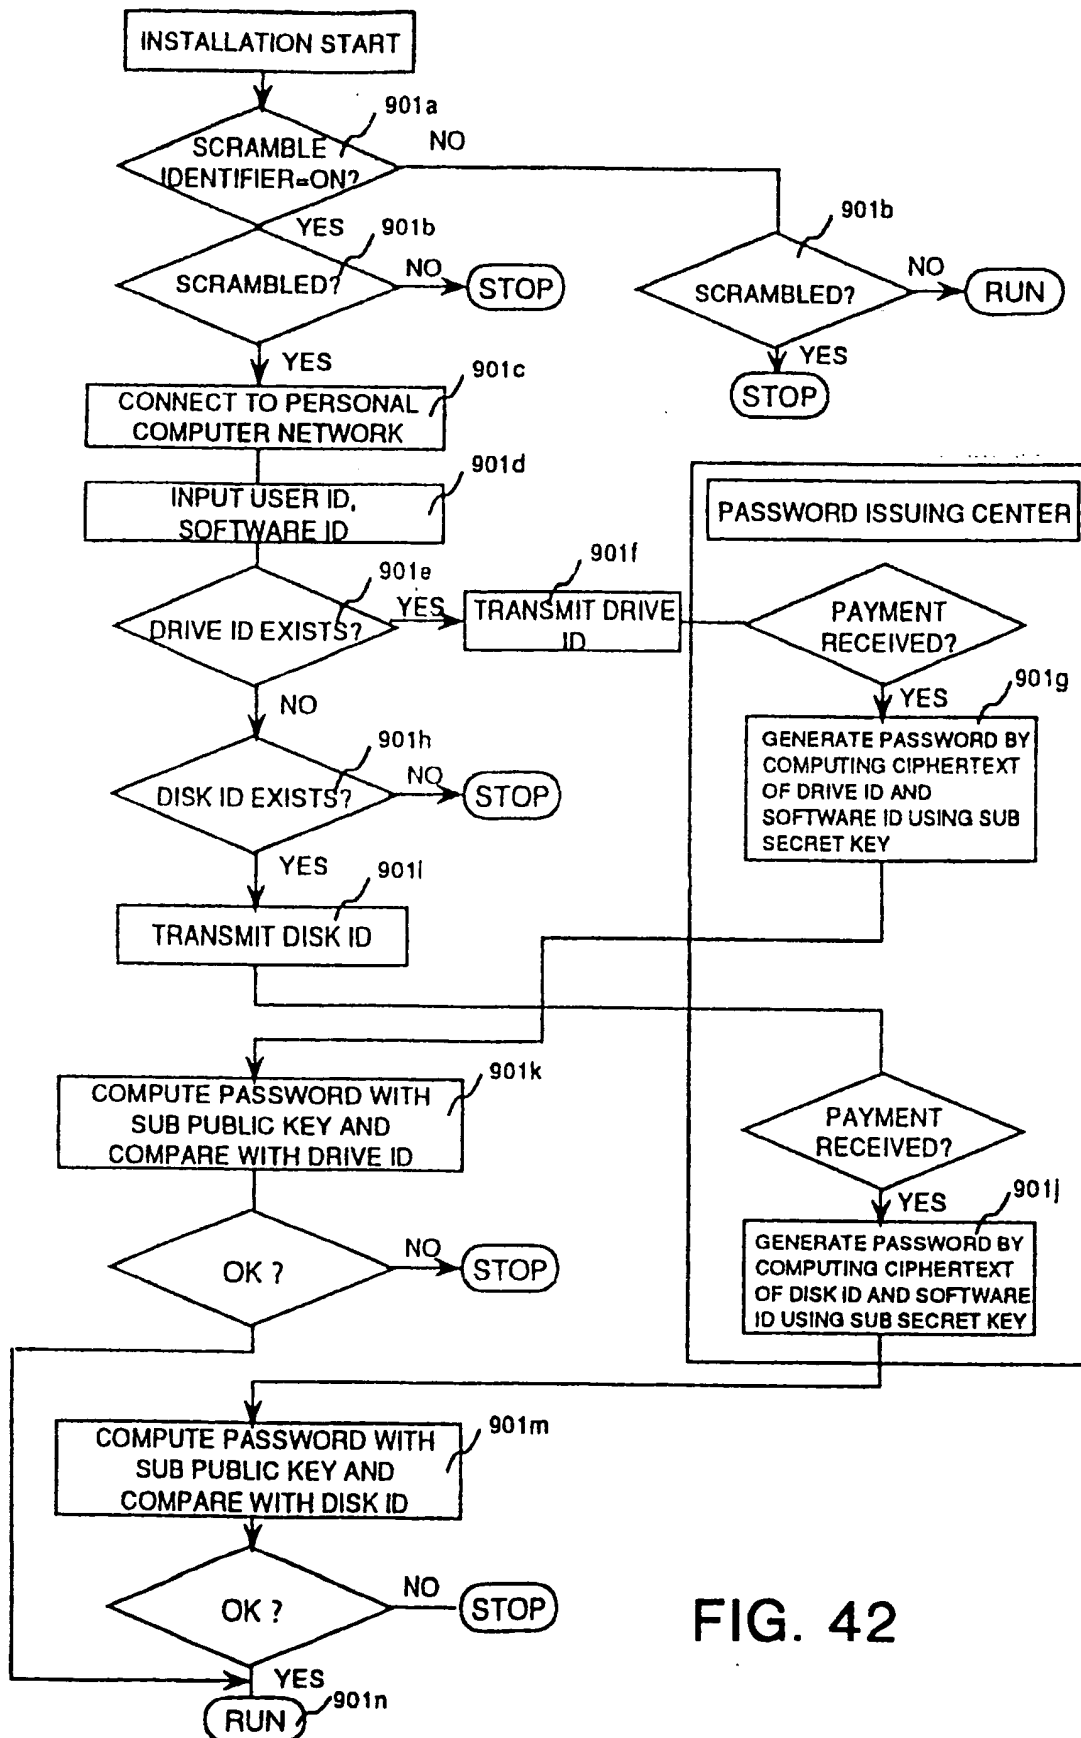 INSTALLATION START
901a
SCRAMBLE
IDENTIFIER=ON?
NO
YES
901b
SCRAMBLED?
NO
STOP
901b
SCRAMBLED?
NO
RUN
YES
STOP
YES
901c
CONNECT TO PERSONAL
COMPUTER NETWORK
901d
INPUT USER ID,
SOFTWARE ID
PASSWORD ISSUING CENTER
901e
DRIVE ID EXISTS?
YES
901f
TRANSMIT DRIVE
ID
PAYMENT
RECEIVED?
YES
901g
GENERATE PASSWORD BY
COMPUTING CIPHERTEXT
OF DRIVE ID AND
SOFTWARE ID USING SUB
SECRET KEY
NO
901h
DISK ID EXISTS?
NO
STOP
YES
901i
TRANSMIT DISK ID
901k
COMPUTE PASSWORD WITH
SUB PUBLIC KEY AND
COMPARE WITH DRIVE ID
PAYMENT
RECEIVED?
YES
901j
GENERATE PASSWORD BY
COMPUTING CIPHERTEXT
OF DISK ID AND SOFTWARE
ID USING SUB SECRET KEY
OK ?
NO
STOP
901m
COMPUTE PASSWORD WITH
SUB PUBLIC KEY AND
COMPARE WITH DISK ID
OK ?
NO
STOP
YES
901n
RUN
FIG. 42